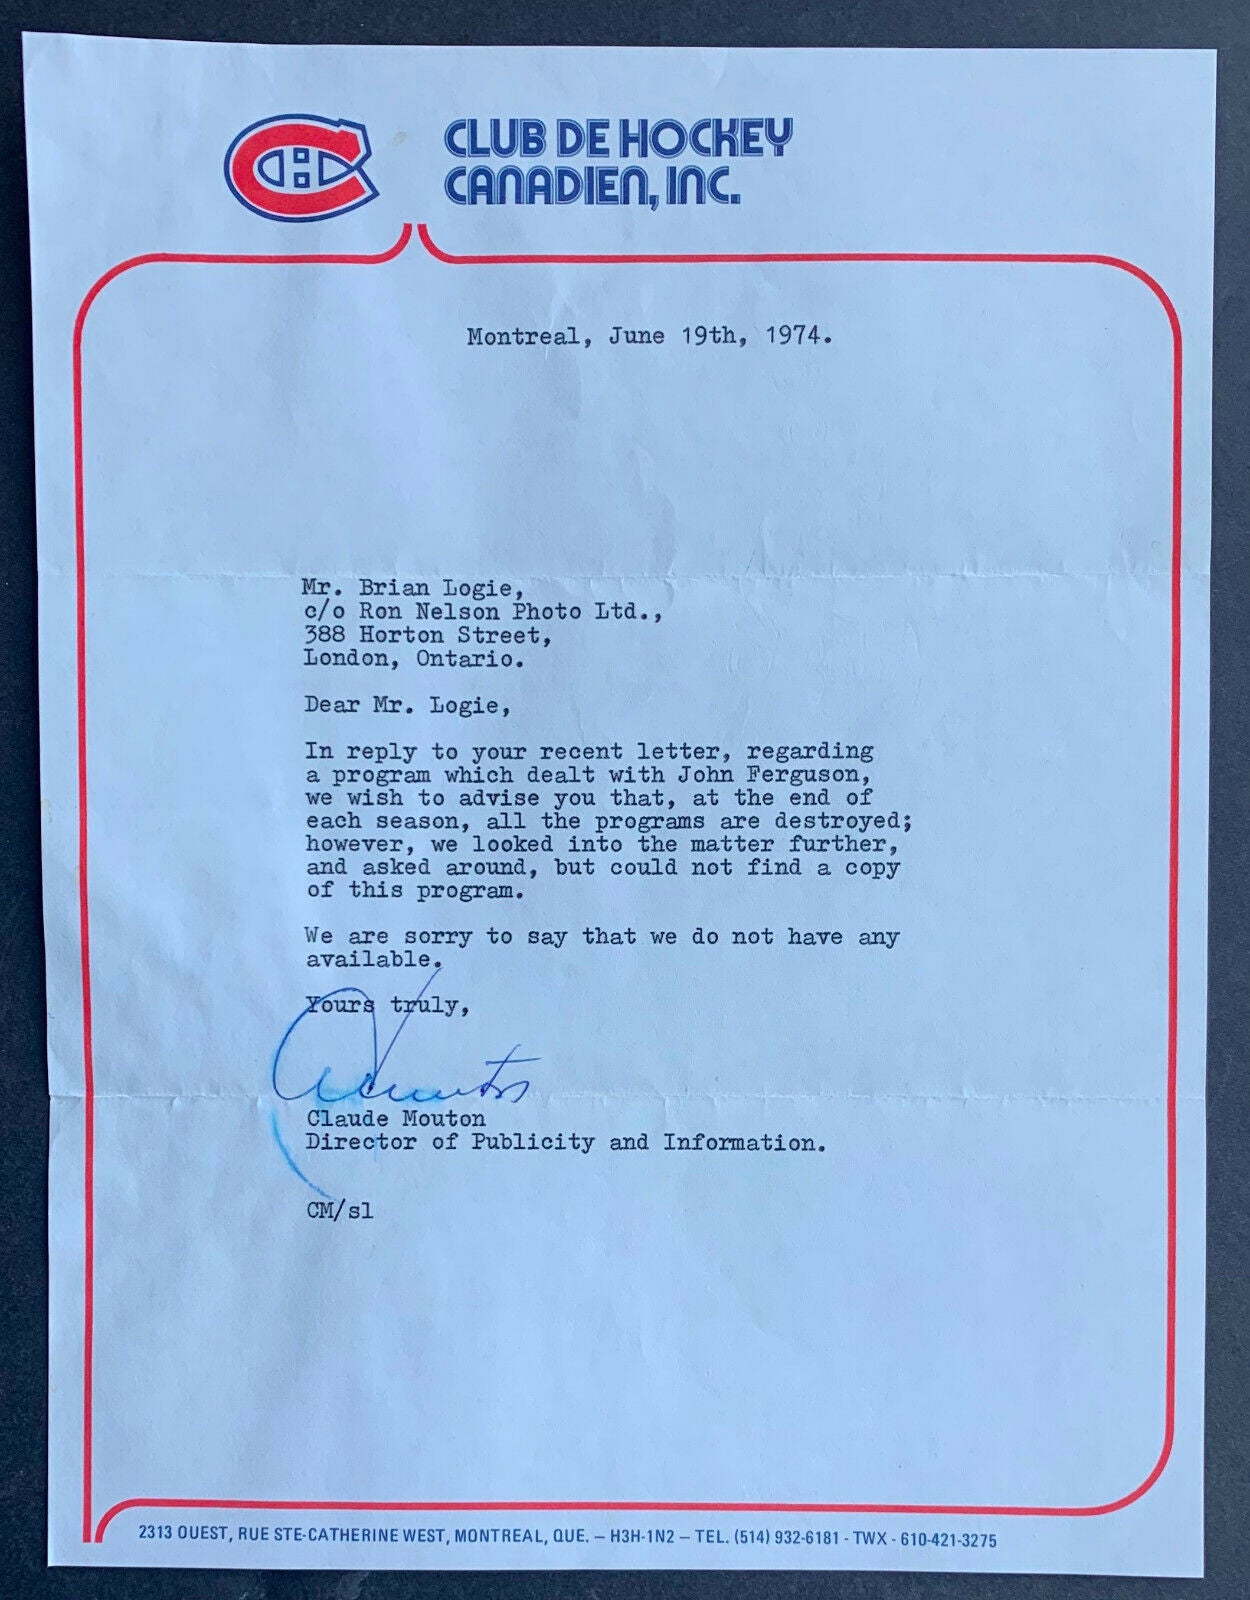 CLUB DE HOCKEY
CANADIEN, INC.
Montreal, June 19th, 1974.
Mr. Brian Logie,
c/o Ron Nelson Photo Ltd.,
388 Horton Street,
London, Ontario.
Dear Mr. Logie,
In reply to your recent letter, regarding
a program which dealt with John Ferguson,
we wish to advise you that, at the end of
each season, all the programs are destroyed;
however, we looked into the matter further,
and asked around, but could not find a copy
of this program.
We are sorry to say that we do not have any
available.
Yours truly,
Claude Mouton
Director of Publicity and Information.
CM/sl
2313 OUEST, RUE STE-CATHERINE WEST, MONTREAL, QUE. — H3H-1N2 — TEL. (514) 932-6181 - TWX - 610-421-3275